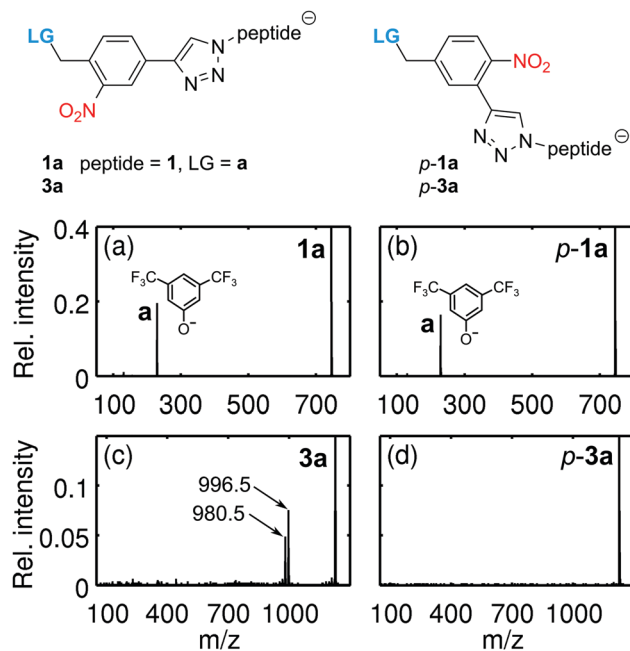 LG
N
peptide⊖
N
N
O₂N
LG
NO₂
N
N
N
peptide⊖
1a peptide = 1, LG = a
3a
p-1a
p-3a
Rel. intensity
0.4
0.2
0
(a)
1a
F₃C
CF₃
a
O⁻
100 300 500 700
(b)
p-1a
F₃C
CF₃
a
O⁻
100 300 500 700
Rel. intensity
0.1
0.05
0
(c)
3a
996.5
980.5
100 400 700 1000
m/z
(d)
p-3a
100 400 700 1000
m/z